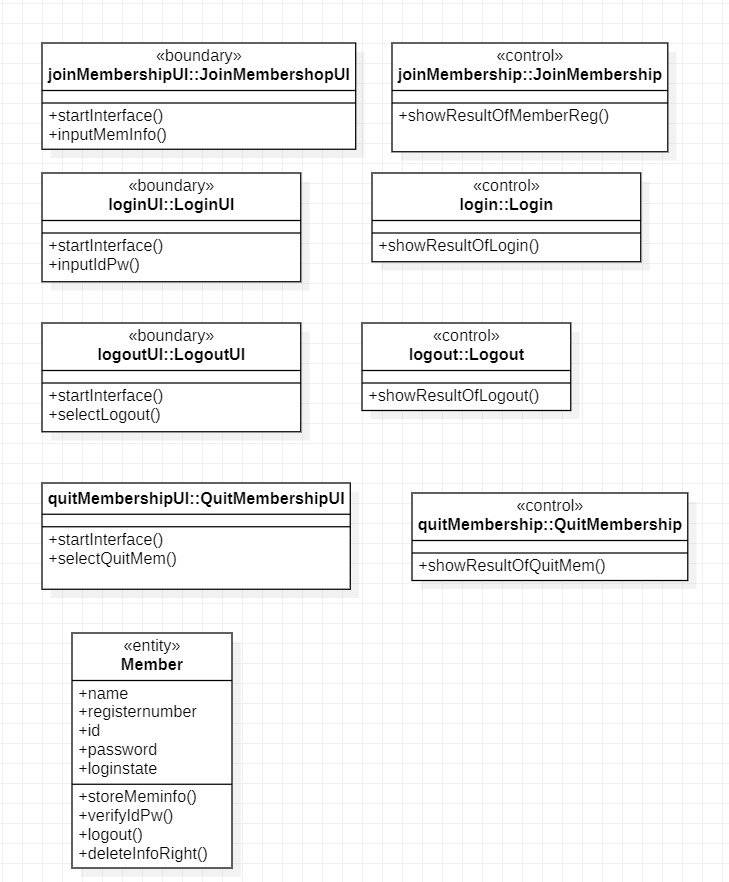 «boundary»
joinMembershipUI::JoinMembershopUI
+startInterface()
+inputMemInfo()
«control»
joinMembership::JoinMembership
+showResultOfMemberReg()
«boundary»
loginUI::LoginUI
+startInterface()
+inputIdPw()
«control»
login::Login
+showResultOfLogin()
«boundary»
logoutUI::LogoutUI
+startInterface()
+selectLogout()
«control»
logout::Logout
+showResultOfLogout()
quitMembershipUI::QuitMembershipUI
+startInterface()
+selectQuitMem()
«control»
quitMembership::QuitMembership
+showResultOfQuitMem()
«entity»
Member
+name
+registernumber
+id
+password
+loginstate
+storeMeminfo()
+verifyIdPw()
+logout()
+deleteInfoRight()